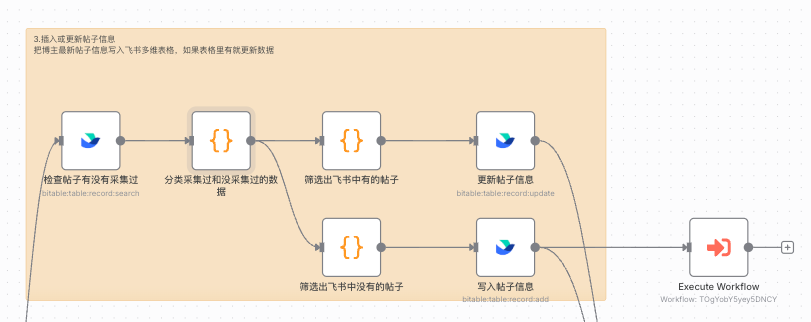 3.插入或更新帖子信息
把博主最新帖子信息写入飞书多维表格，如果表格里有就更新数据
检查帖子有没有采集过
bitable:table:record:search
分类采集过和没采集过的数
据
筛选出飞书中有的帖子
更新帖子信息
bitable:table:record:update
筛选出飞书中没有的帖子
写入帖子信息
bitable:table:record:add
Execute Workflow
Workflow: TOgYobY5yey5DNCY